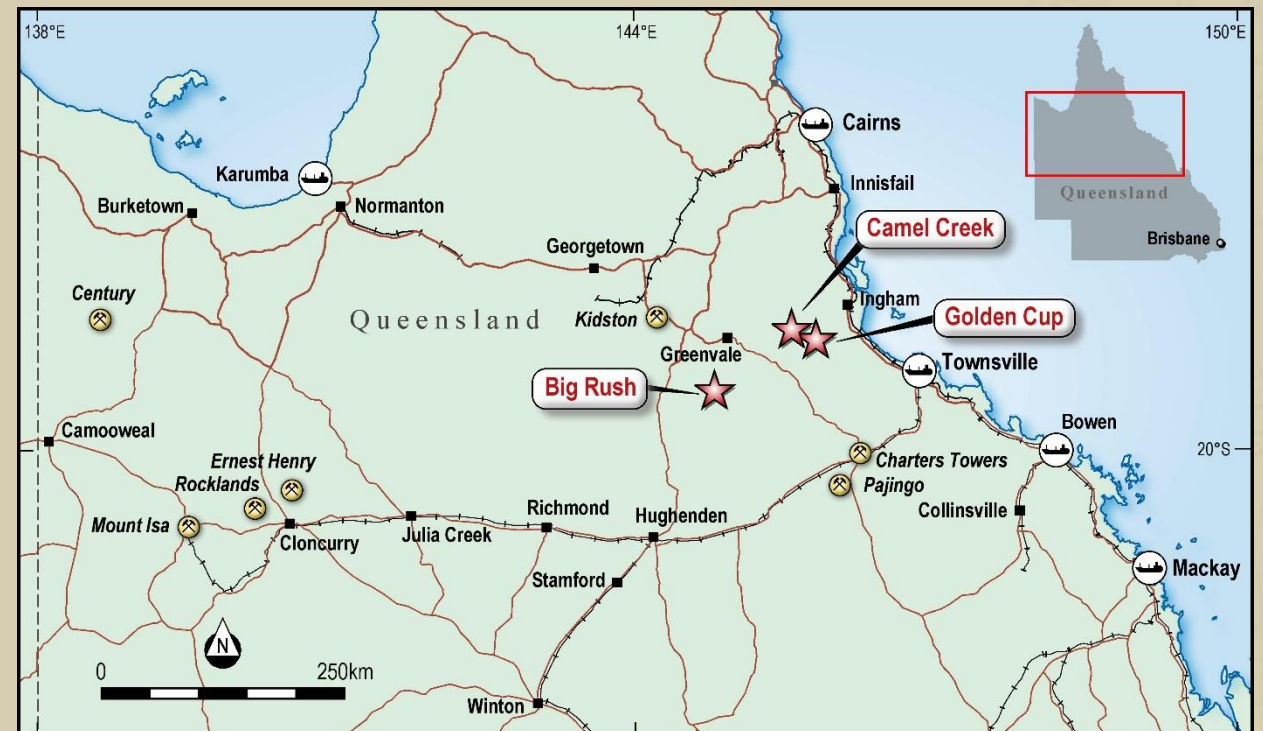 138°E
144°E
150°E
Cairns
Karumba
Innisfail
Burketown
Normanton
Queensland
Camel Creek
Brisbane
Georgetown
Century
Ingham
Queensland
Kidston
Golden Cup
Greenvale
Townsville
Big Rush
Bowen
Camooweal
20°S
Ernest Henry
Charters Towers
Rocklands
Pajingo
Richmond
Collinsville
Mount Isa
Hughenden
Julia Creek
Cloncurry
Mackay
Stamford
N
0
250km
Winton